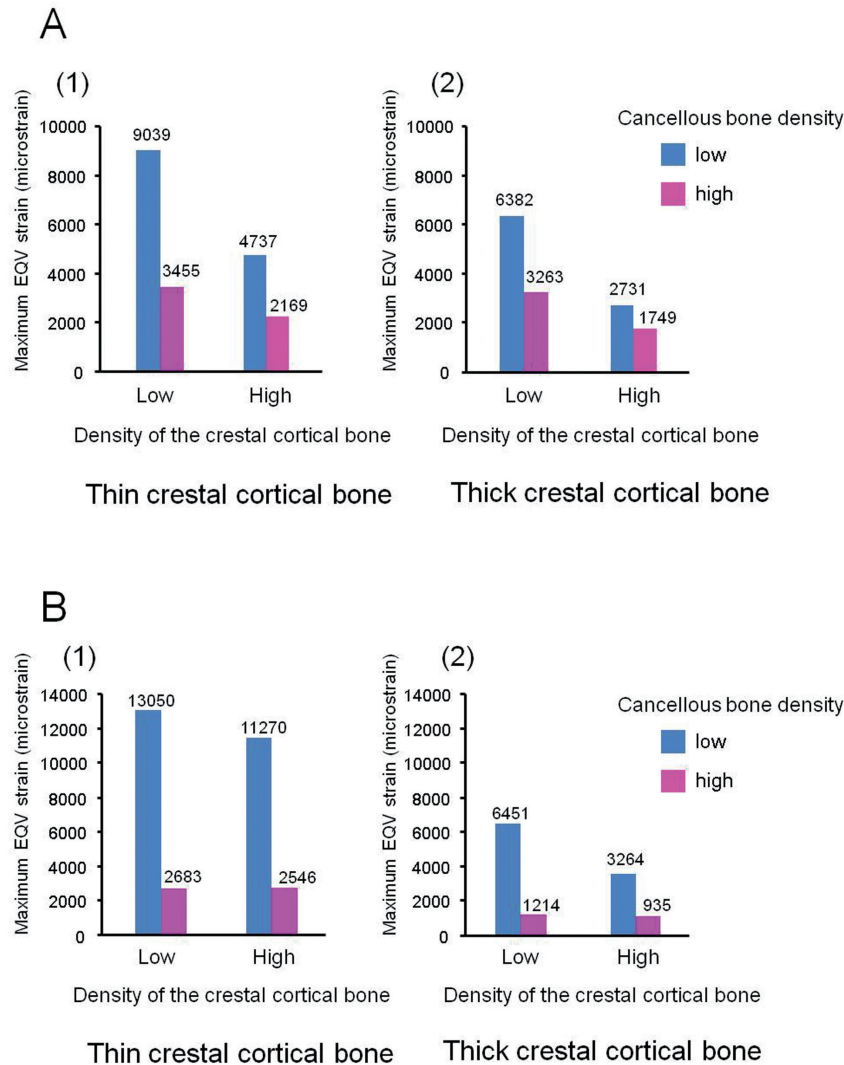 A
(1)
Maximum EQV strain (microstrain)
10000
8000
6000
4000
2000
0
9039
3455
4737
2169
Low
High
Density of the crestal cortical bone
Thin crestal cortical bone
(2)
Maximum EQV strain (microstrain)
10000
8000
6000
4000
2000
0
6382
3263
2731
1749
Low
High
Density of the crestal cortical bone
Thick crestal cortical bone
Cancellous bone density
low
high
B
(1)
Maximum EQV strain (microstrain)
14000
12000
10000
8000
6000
4000
2000
0
13050
2683
11270
2546
Low
High
Density of the crestal cortical bone
Thin crestal cortical bone
(2)
Maximum EQV strain (microstrain)
14000
12000
10000
8000
6000
4000
2000
0
6451
1214
3264
935
Low
High
Density of the crestal cortical bone
Thick crestal cortical bone
Cancellous bone density
low
high